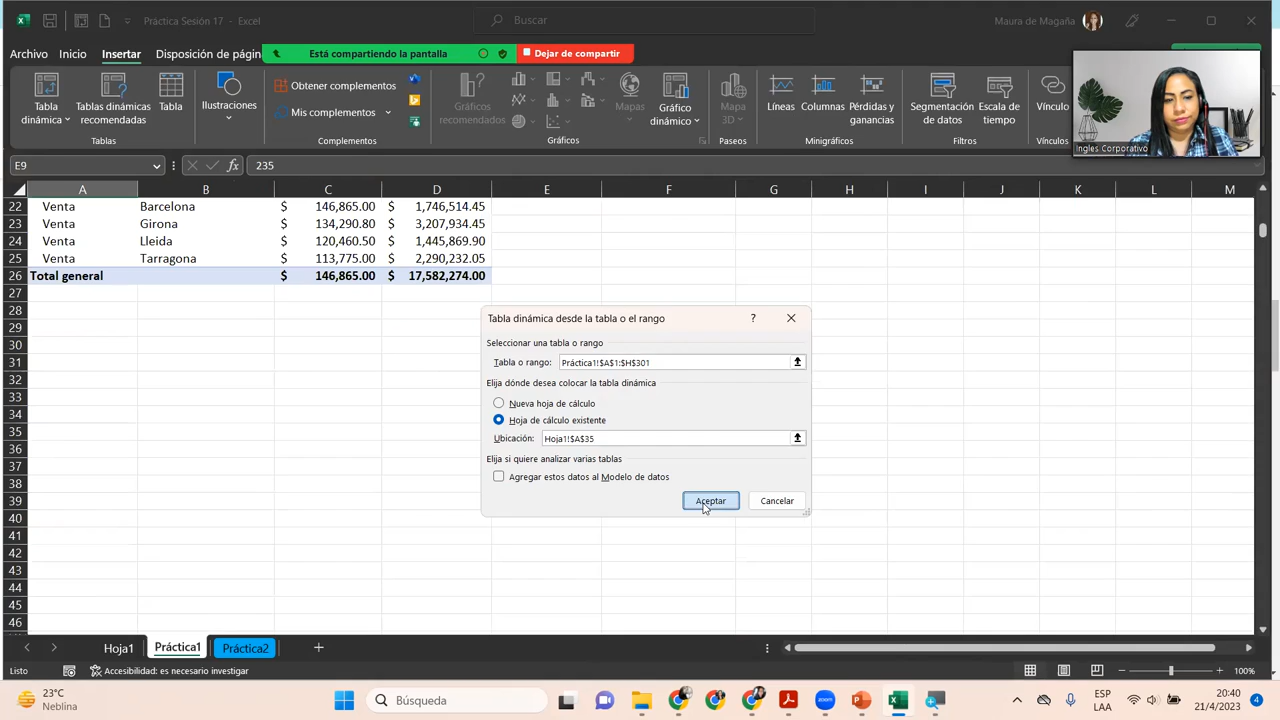 Práctica Sesión 17 - Excel
Buscar
Maura de Magaña
Archivo Inicio Insertar Disposición de págin
Está compartiendo la pantalla
Dejar de compartir
Tabla dinámica
Tablas dinámicas recomendadas
Tabla
Tablas
Ilustraciones
Obtener complementos
Mis complementos
Complementos
Gráficos recomendados
Mapas
Gráfico dinámico
Gráficos
Mapa 3D
Paseos
Líneas
Columnas
Pérdidas y ganancias
Minigráficos
Segmentación de datos
Escala de tiempo
Filtros
Vínculo
Vínculos
Ingles Corporativo
E9
fx
235
A B C D E F G H I J K L M
22 Venta Barcelona $ 146,865.00 $ 1,746,514.45
23 Venta Girona $ 134,290.80 $ 3,207,934.45
24 Venta Lleida $ 120,460.50 $ 1,445,869.90
25 Venta Tarragona $ 113,775.00 $ 2,290,232.05
26 Total general $ 146,865.00 $ 17,582,274.00
27
28
29
30
31
32
33
34
35
36
37
38
39
40
41
42
43
44
45
46
Tabla dinámica desde la tabla o el rango
?
Seleccionar una tabla o rango
Tabla o rango: Práctica1!$A$1:$H$301
Elija dónde desea colocar la tabla dinámica
Nueva hoja de cálculo
Hoja de cálculo existente
Ubicación: Hoja1!$A$35
Elija si quiere analizar varias tablas
Agregar estos datos al Modelo de datos
Aceptar Cancelar
Hoja1 Práctica1 Práctica2
Listo
Accesibilidad: es necesario investigar
100%
23°C
Neblina
Búsqueda
ESP
LAA
20:40
21/4/2023
4